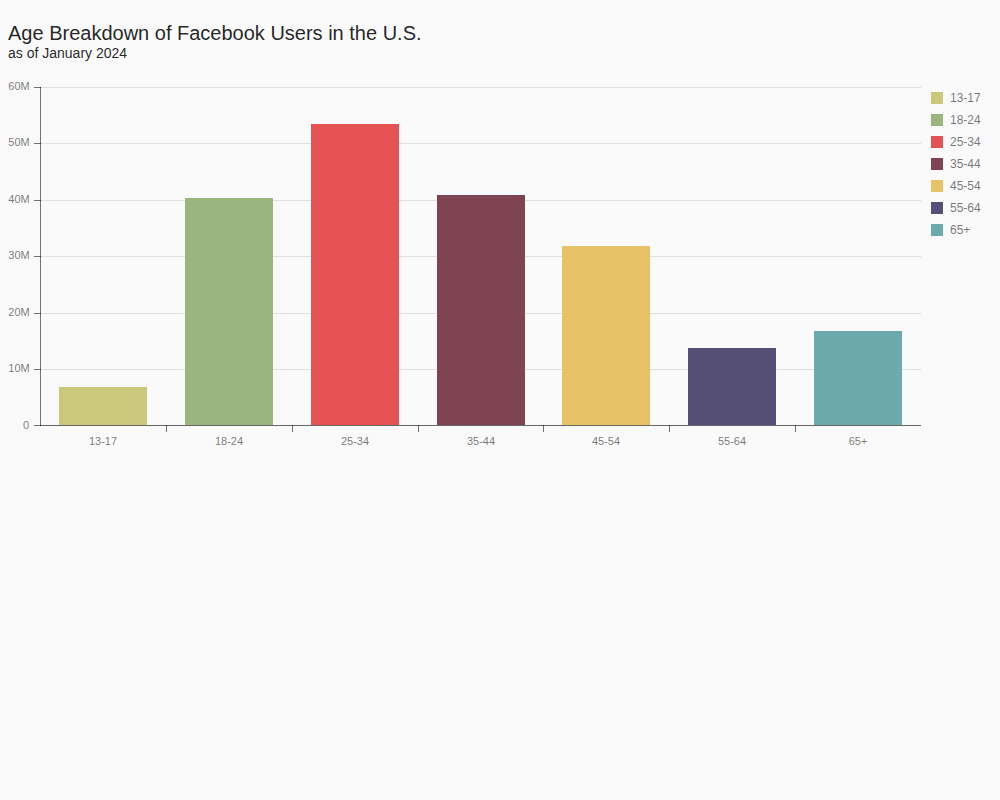 Age Breakdown of Facebook Users in the U.S.
as of January 2024
60M
50M
40M
30M
20M
10M
0
13-17 18-24 25-34 35-44 45-54 55-64 65+
13-17
18-24
25-34
35-44
45-54
55-64
65+